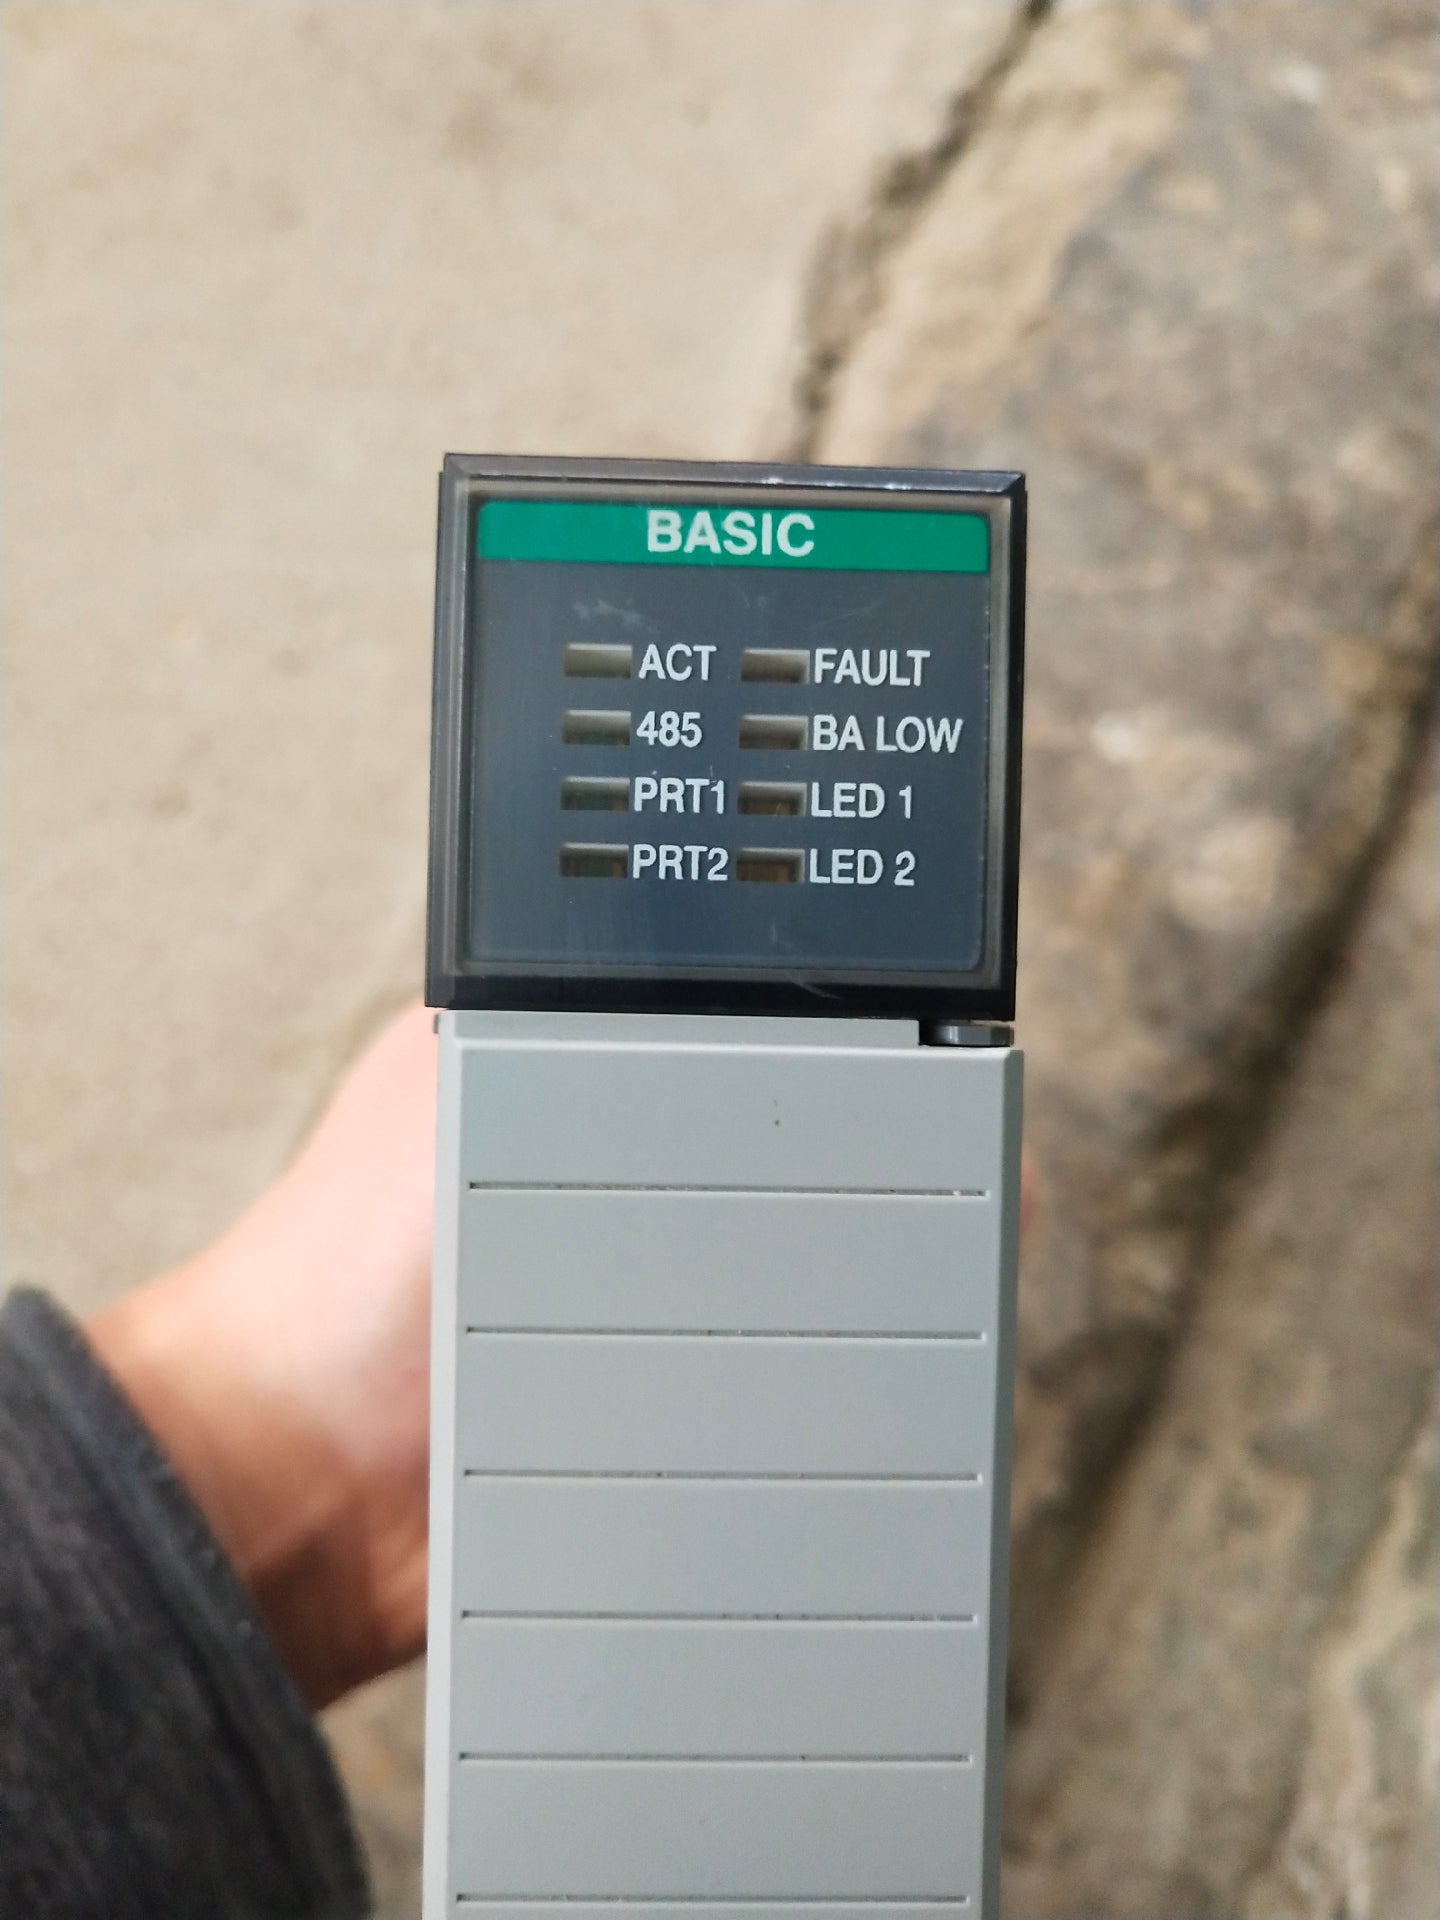 BASIC
ACT FAULT
485 BA LOW
PRT1 LED 1
PRT2 LED 2